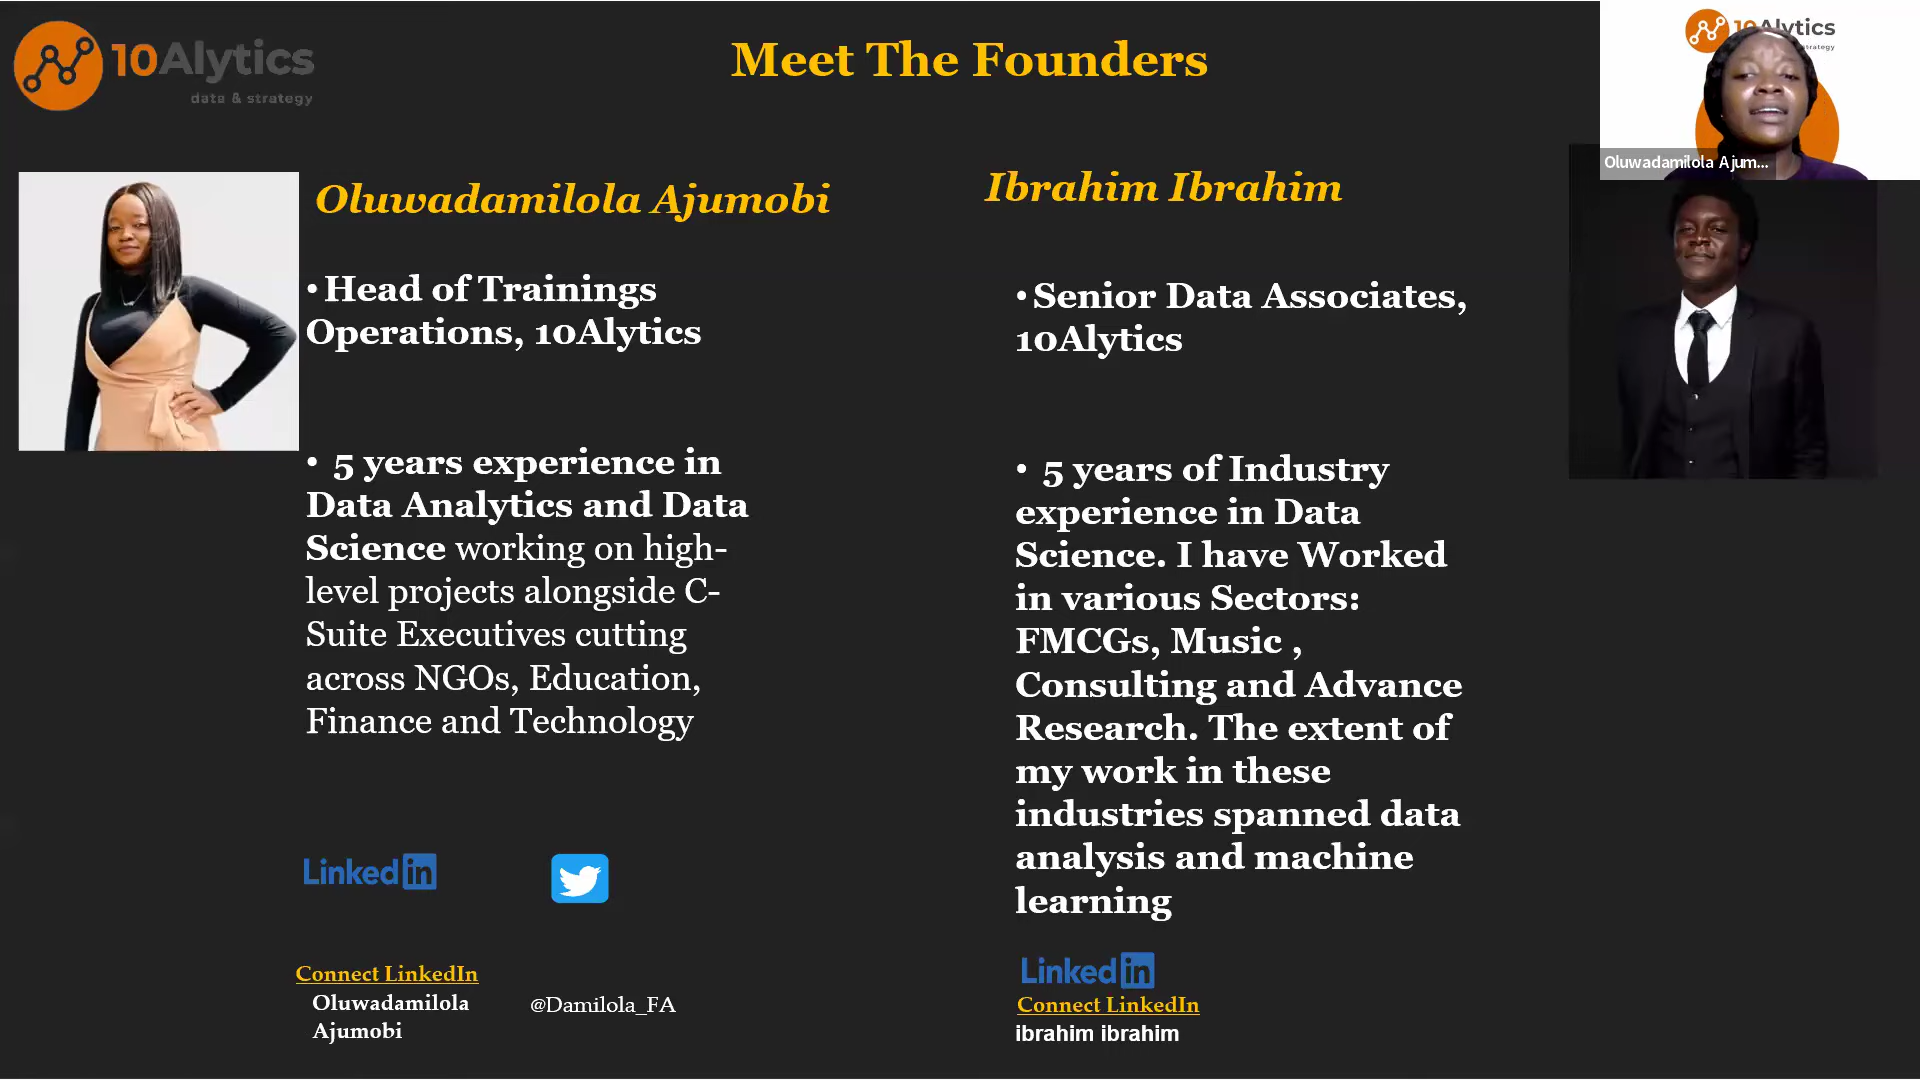 10Alytics
data & strategy
Meet The Founders
10Alytics
strategy
Oluwadamilola Ajum...
Oluwadamilola Ajumobi
• Head of Trainings
Operations, 10Alytics
• 5 years experience in
Data Analytics and Data
Science working on high-
level projects alongside C-
Suite Executives cutting
across NGOs, Education,
Finance and Technology
Linkedin
Connect LinkedIn
Oluwadamilola
Ajumobi
@Damilola_FA
Ibrahim Ibrahim
• Senior Data Associates,
10Alytics
• 5 years of Industry
experience in Data
Science. I have Worked
in various Sectors:
FMCGs, Music ,
Consulting and Advance
Research. The extent of
my work in these
industries spanned data
analysis and machine
learning
Linkedin
Connect LinkedIn
ibrahim ibrahim